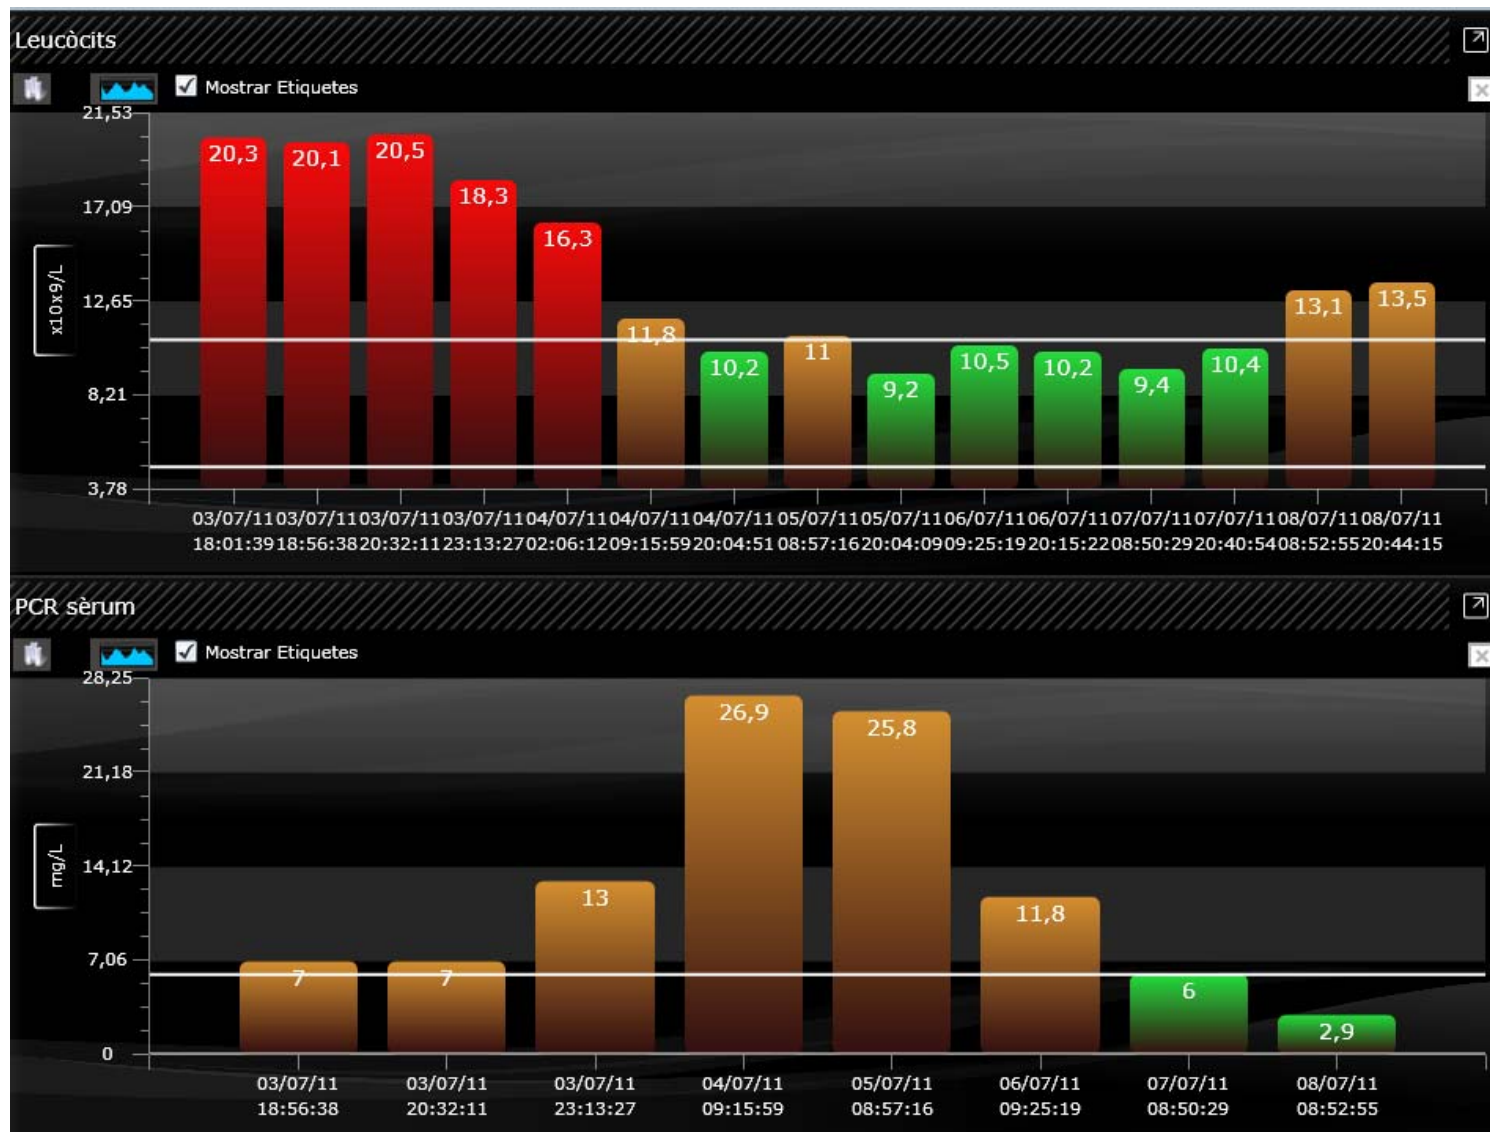 Leucòcits
Mostrar Etiquetes
21,53
17,09
12,65
8,21
3,78
x10x9/L
20,3 20,1 20,5 18,3 16,3 11,8 10,2 11 9,2 10,5 10,2 9,4 10,4 13,1 13,5
03/07/11 03/07/11 03/07/11 03/07/11 04/07/11 04/07/11 04/07/11 05/07/11 05/07/11 06/07/11 06/07/11 07/07/11 07/07/11 08/07/11 08/07/11
18:01:39 18:56:38 20:32:11 23:13:27 02:06:12 09:15:59 20:04:51 08:57:16 20:04:09 09:25:19 20:15:22 08:50:29 20:40:54 08:52:55 20:44:15
PCR sèrum
Mostrar Etiquetes
28,25
21,18
14,12
7,06
0
mg/L
7 7 13 26,9 25,8 11,8 6 2,9
03/07/11 03/07/11 03/07/11 04/07/11 05/07/11 06/07/11 07/07/11 08/07/11
18:56:38 20:32:11 23:13:27 09:15:59 08:57:16 09:25:19 08:50:29 08:52:55